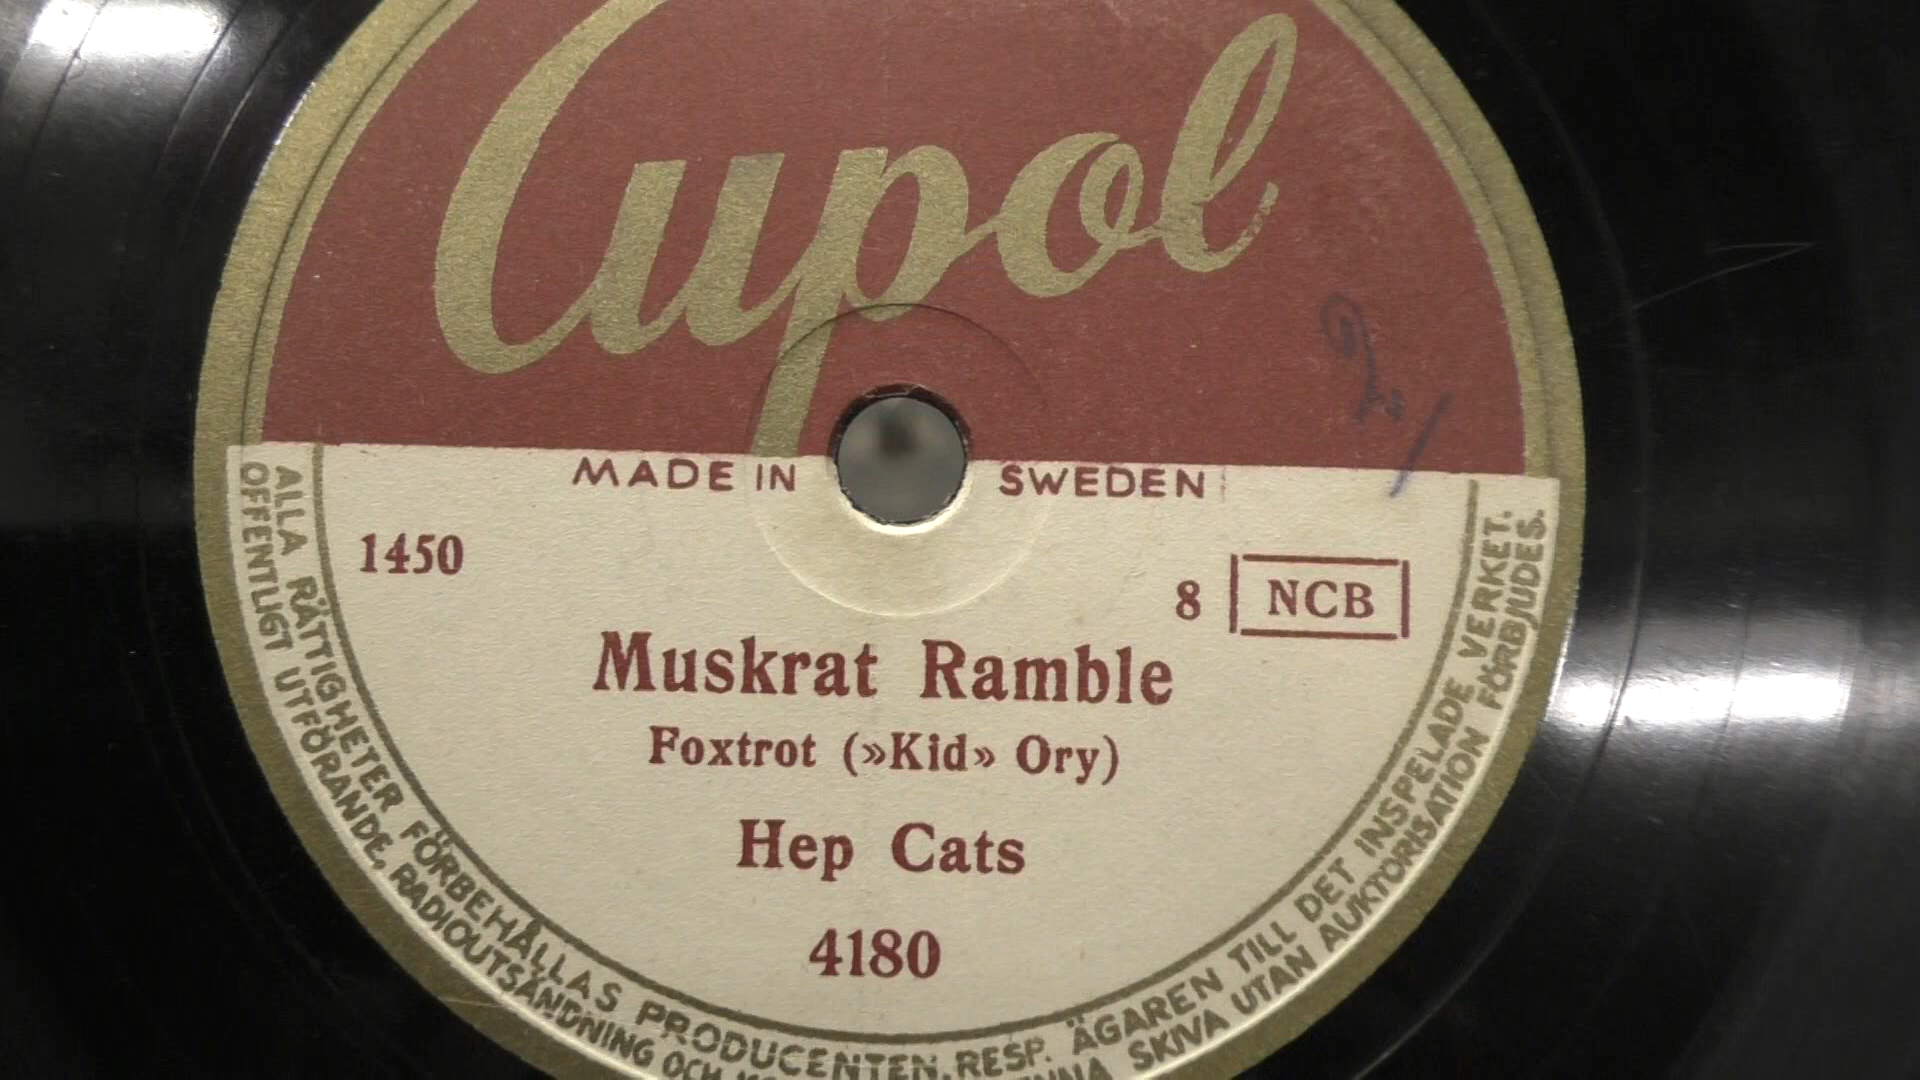 Cupol
MADE IN SWEDEN
1450
8 NCB
Muskrat Ramble
Foxtrot (»Kid» Ory)
Hep Cats
4180
ALLA RÄTTIGHETER FÖRBEHÅLLAS PRODUCENTEN, RESP. ÄGAREN TILL DET INSPELADE VERKET.
OFFENTLIGT UTFÖRANDE, RADIOUTSÄNDNING OCH SKIVA UTAN AUKTORISATION FÖRBJUDES.